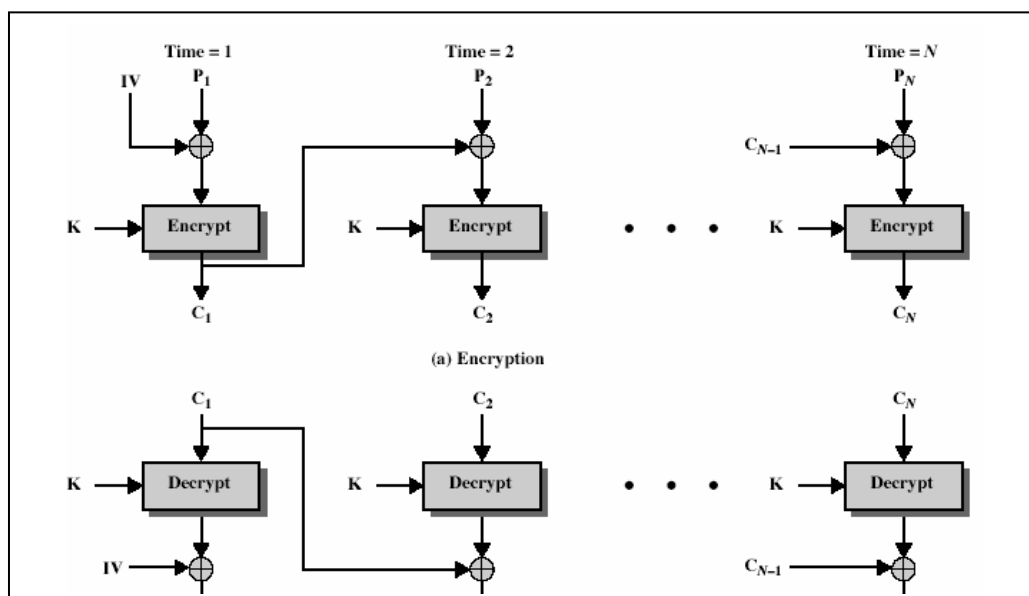 Time = 1 Time = 2 Time = N
IV P1 P2 PN
CN–1
K Encrypt K Encrypt • • • K Encrypt
C1 C2 CN
(a) Encryption
C1 C2 CN
K Decrypt K Decrypt • • • K Decrypt
IV CN–1